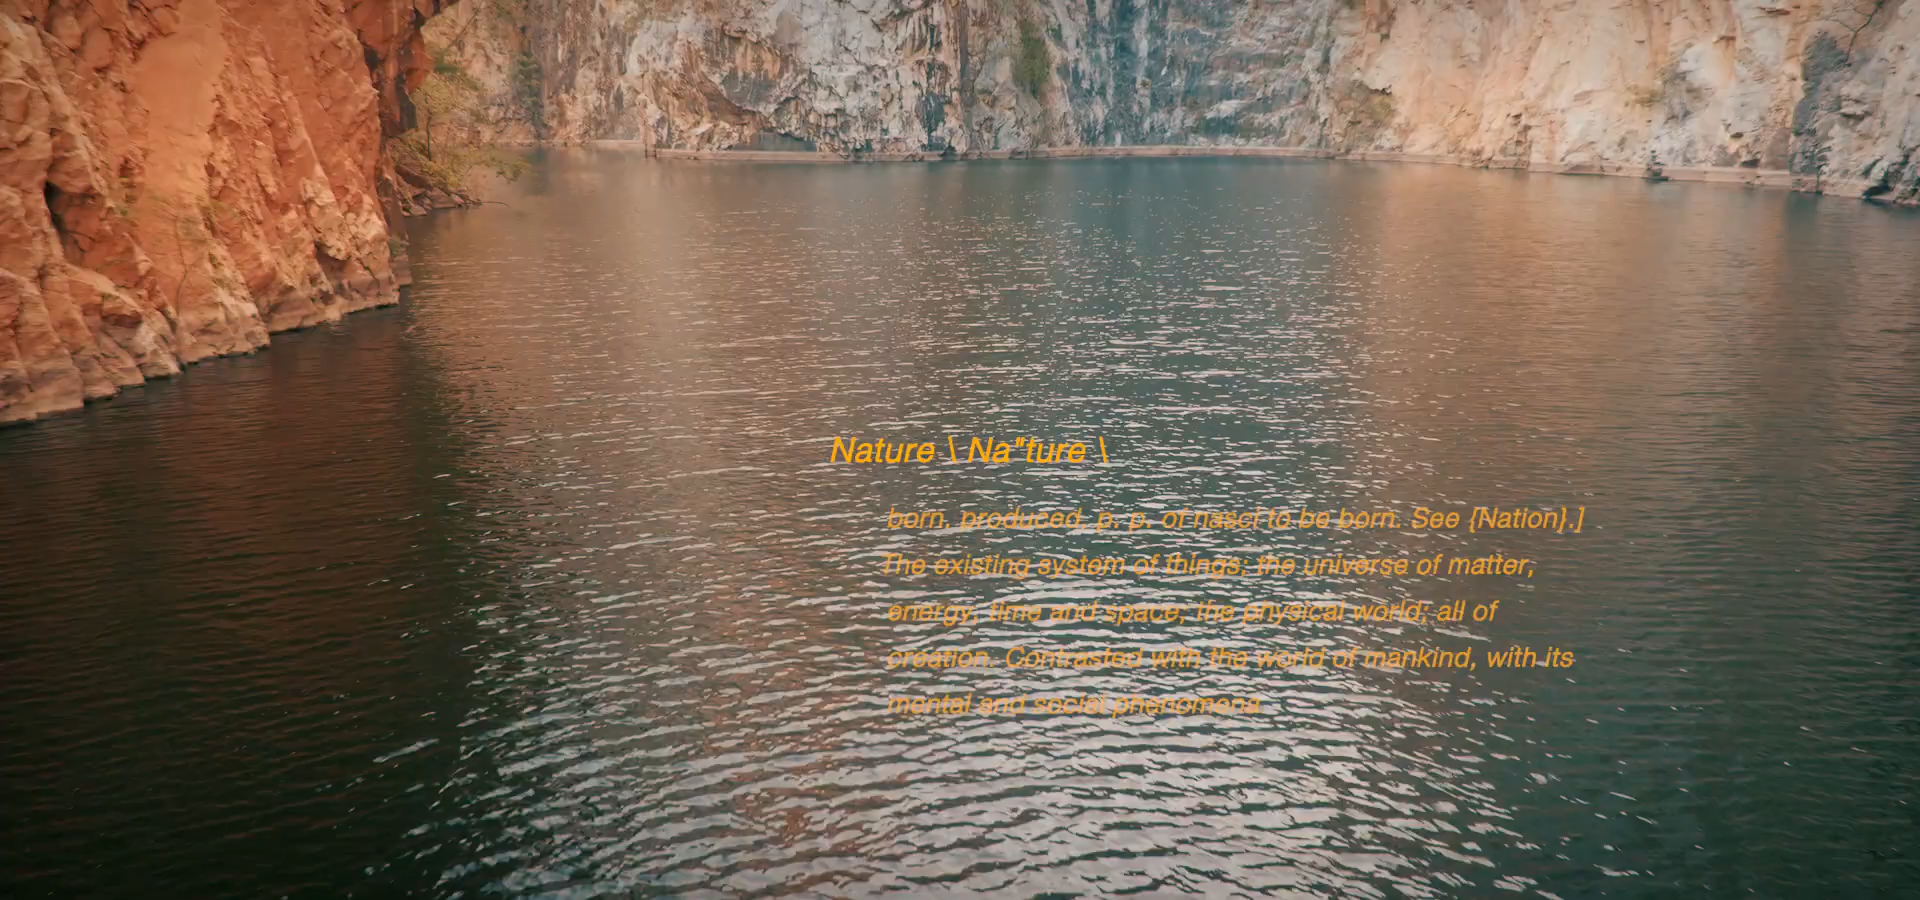 Nature \ Na"ture \
born, produced, p. p. of nasci to be born. See {Nation}.]
The existing system of things; the universe of matter,
energy, time and space; the physical world; all of
creation. Contrasted with the world of mankind, with its
mental and social phenomena